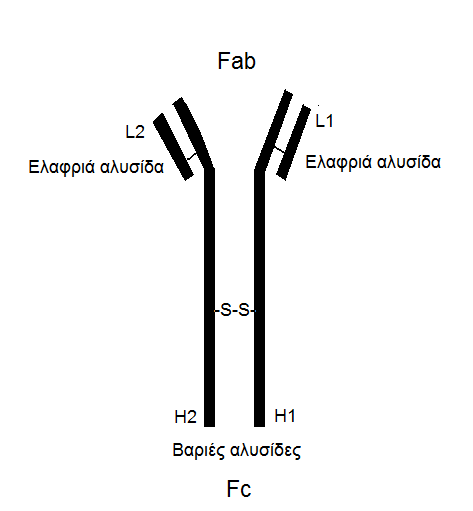 Fab
L2
L1
Ελαφριά αλυσίδα
Ελαφριά αλυσίδα
-S-S-
H2
H1
Βαριές αλυσίδες
Fc